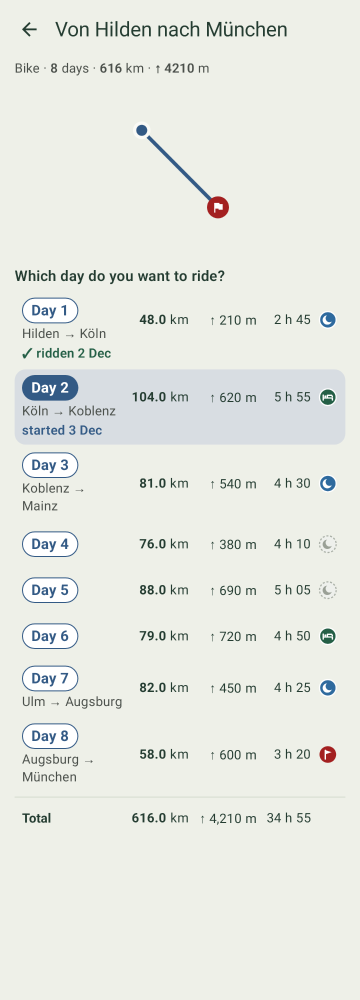 Von Hilden nach München
Bike · 8 days · 616 km · ↑ 4210 m
Which day do you want to ride?
Day 1
Hilden → Köln
✓ ridden 2 Dec
48.0 km ↑ 210 m 2 h 45
Day 2
Köln → Koblenz
started 3 Dec
104.0 km ↑ 620 m 5 h 55
Day 3
Koblenz →
Mainz
81.0 km ↑ 540 m 4 h 30
Day 4 76.0 km ↑ 380 m 4 h 10
Day 5 88.0 km ↑ 690 m 5 h 05
Day 6 79.0 km ↑ 720 m 4 h 50
Day 7
Ulm → Augsburg
82.0 km ↑ 450 m 4 h 25
Day 8
Augsburg →
München
58.0 km ↑ 600 m 3 h 20
Total 616.0 km ↑ 4,210 m 34 h 55